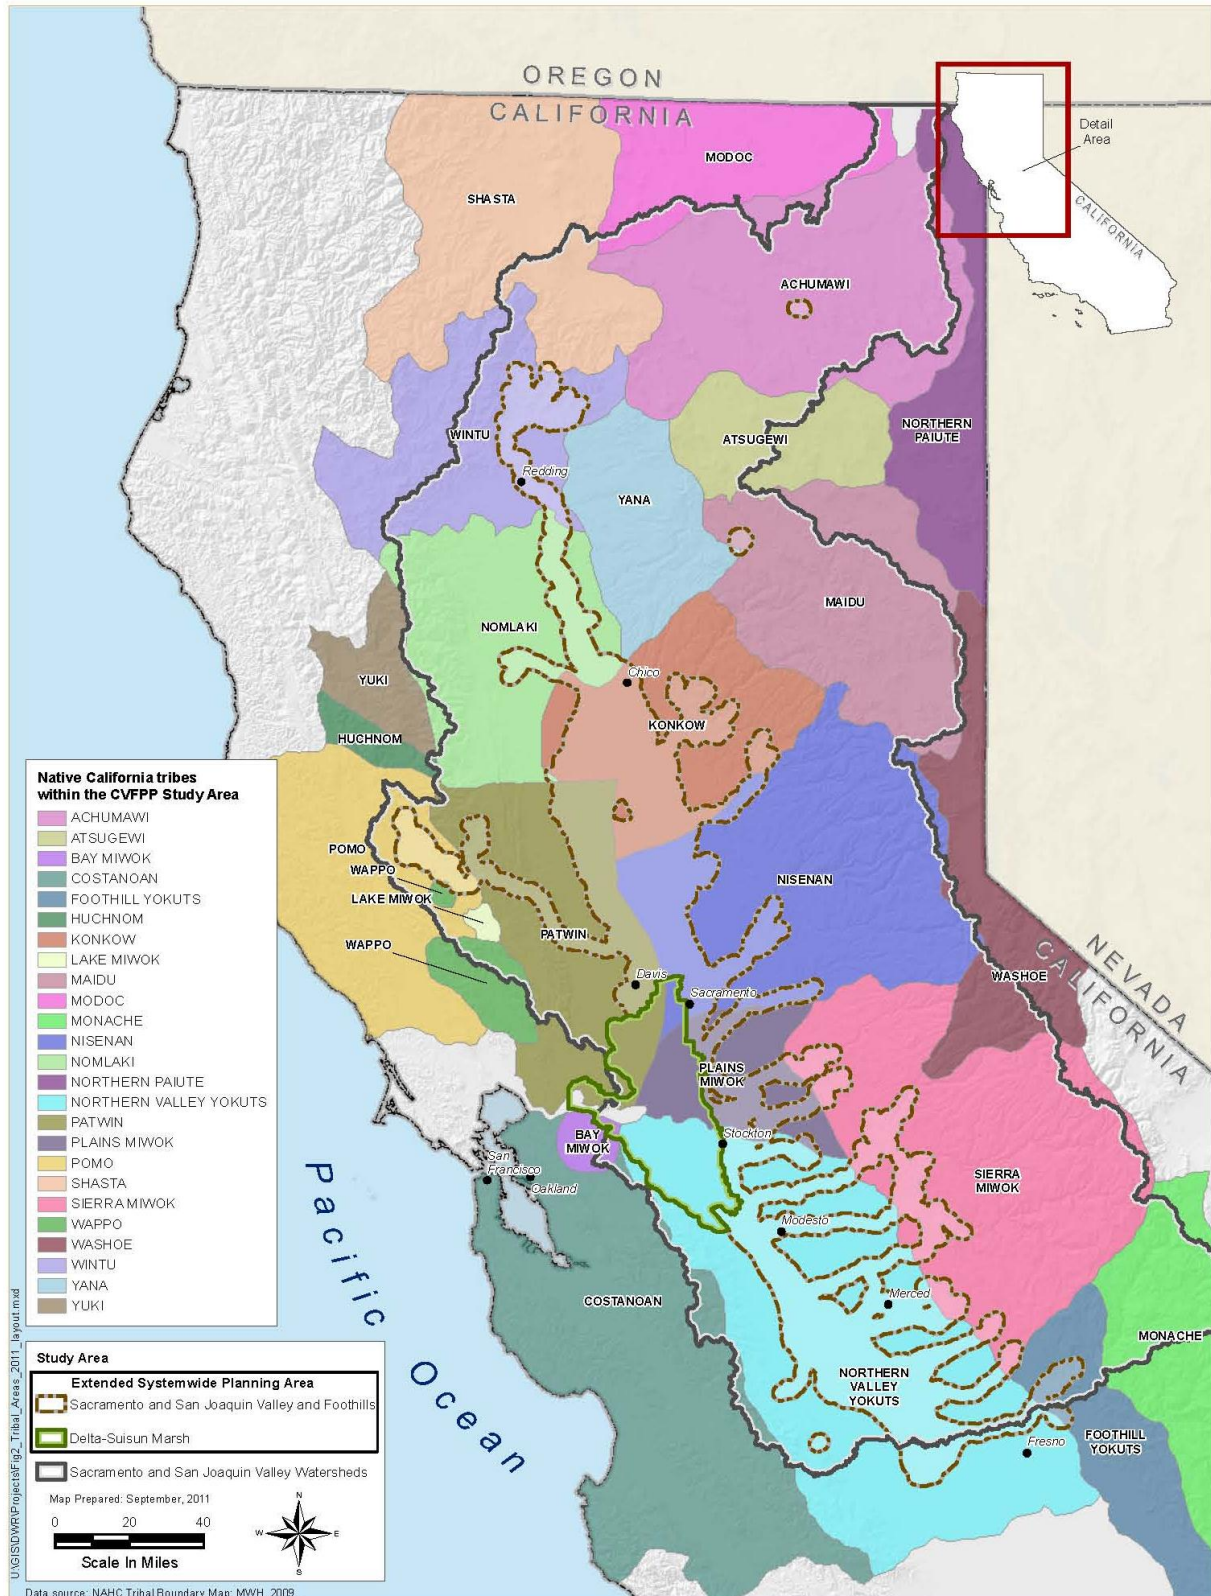 OREGON
CALIFORNIA
Detail
Area
CALIFORNIA
MODOC
SHASTA
ACHUMAWI
NORTHERN
PAIUTE
WINTU
ATSUGEWI
Redding
YANA
MAIDU
NOMLAKI
YUKI
Chico
KONKOW
HUCHNOM
POMO
WAPPO
LAKE MIWOK
NISENAN
PATWIN
WAPPO
Davis
Sacramento
WASHOE
NEVADA
CALIFORNIA
PLAINS
MIWOK
BAY
MIWOK
Stockton
San
Francisco
Oakland
SIERRA
MIWOK
Modesto
COSTANOAN
Merced
MONACHE
NORTHERN
VALLEY
YOKUTS
FOOTHILL
YOKUTS
Fresno
Pacific Ocean
Native California tribes
within the CVFPP Study Area
ACHUMAWI
ATSUGEWI
BAY MIWOK
COSTANOAN
FOOTHILL YOKUTS
HUCHNOM
KONKOW
LAKE MIWOK
MAIDU
MODOC
MONACHE
NISENAN
NOMLAKI
NORTHERN PAIUTE
NORTHERN VALLEY YOKUTS
PATWIN
PLAINS MIWOK
POMO
SHASTA
SIERRA MIWOK
WAPPO
WASHOE
WINTU
YANA
YUKI
Study Area
Extended Systemwide Planning Area
Sacramento and San Joaquin Valley and Foothills
Delta-Suisun Marsh
Sacramento and San Joaquin Valley Watersheds
Map Prepared: September, 2011
0 20 40
Scale In Miles
N
W E
S
U:\GIS\DWR\Projects\Fig2_Tribal_Areas_2011_layout.mxd
Data source: NAHC Tribal Boundary Map; MWH, 2009